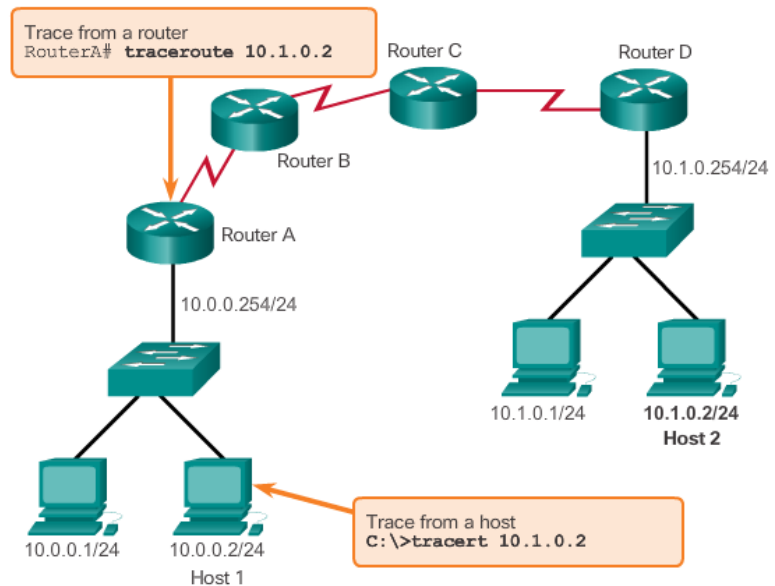 Trace from a router
RouterA# traceroute 10.1.0.2
Router C
Router D
Router B
10.1.0.254/24
Router A
10.0.0.254/24
10.1.0.1/24
10.1.0.2/24
Host 2
Trace from a host
C:\>tracert 10.1.0.2
10.0.0.1/24
10.0.0.2/24
Host 1